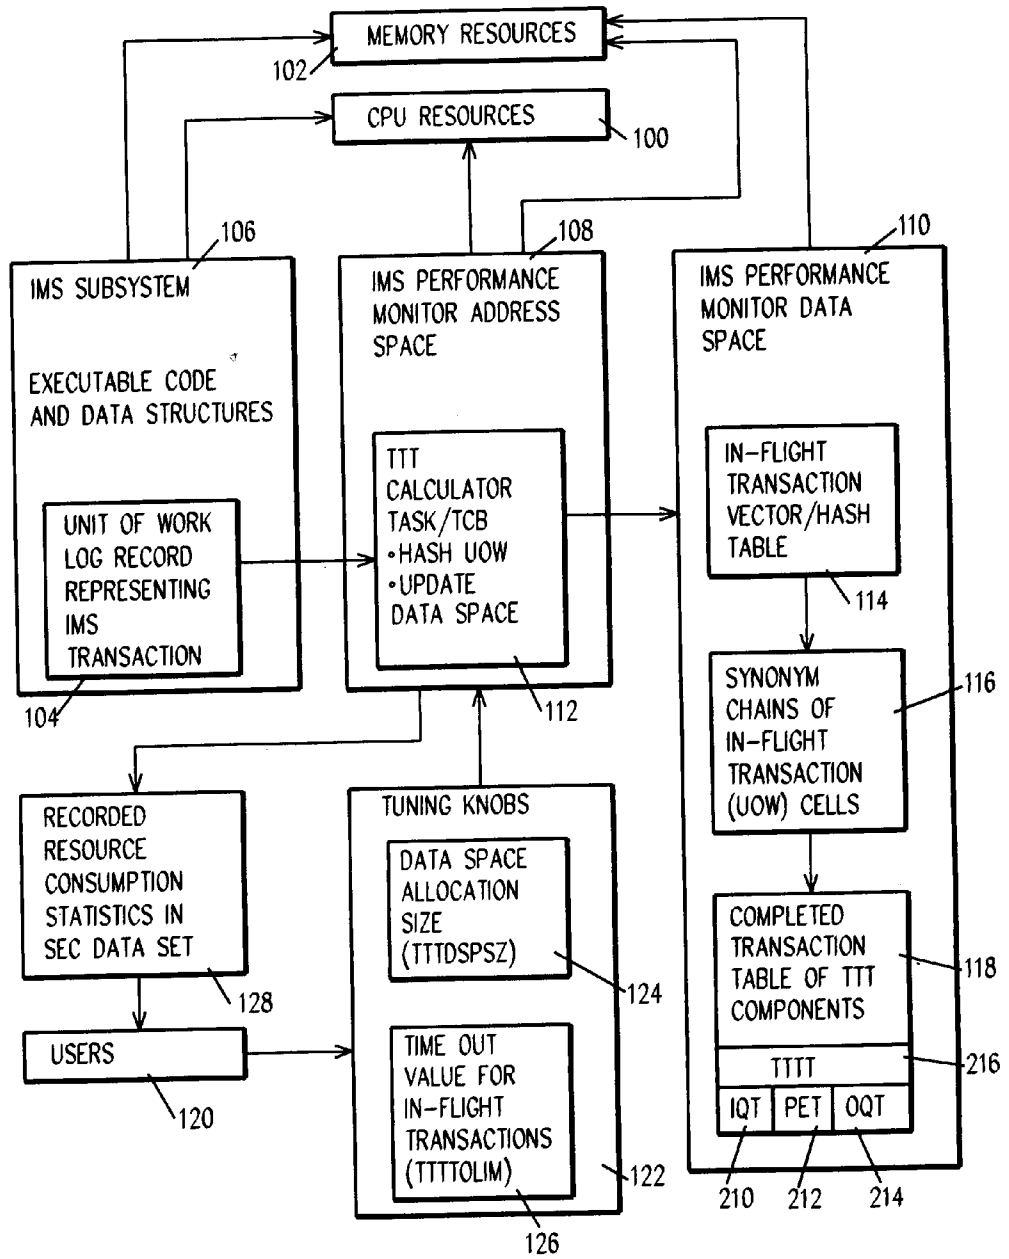 MEMORY RESOURCES
102
CPU RESOURCES
100
106
IMS SUBSYSTEM
EXECUTABLE CODE
AND DATA STRUCTURES
UNIT OF WORK
LOG RECORD
REPRESENTING
IMS
TRANSACTION
104
108
IMS PERFORMANCE
MONITOR ADDRESS
SPACE
TTT
CALCULATOR
TASK/TCB
•HASH UOW
•UPDATE
DATA SPACE
112
110
IMS PERFORMANCE
MONITOR DATA
SPACE
IN-FLIGHT
TRANSACTION
VECTOR/HASH
TABLE
114
SYNONYM
CHAINS OF
IN-FLIGHT
TRANSACTION
(UOW) CELLS
116
COMPLETED
TRANSACTION
TABLE OF TTT
COMPONENTS
118
TTTT
216
IQT
PET
OQT
210
212
214
RECORDED
RESOURCE
CONSUMPTION
STATISTICS IN
SEC DATA SET
128
USERS
120
TUNING KNOBS
DATA SPACE
ALLOCATION
SIZE
(TTTDSPSZ)
124
TIME OUT
VALUE FOR
IN-FLIGHT
TRANSACTIONS
(TTTTOLIM)
122
126